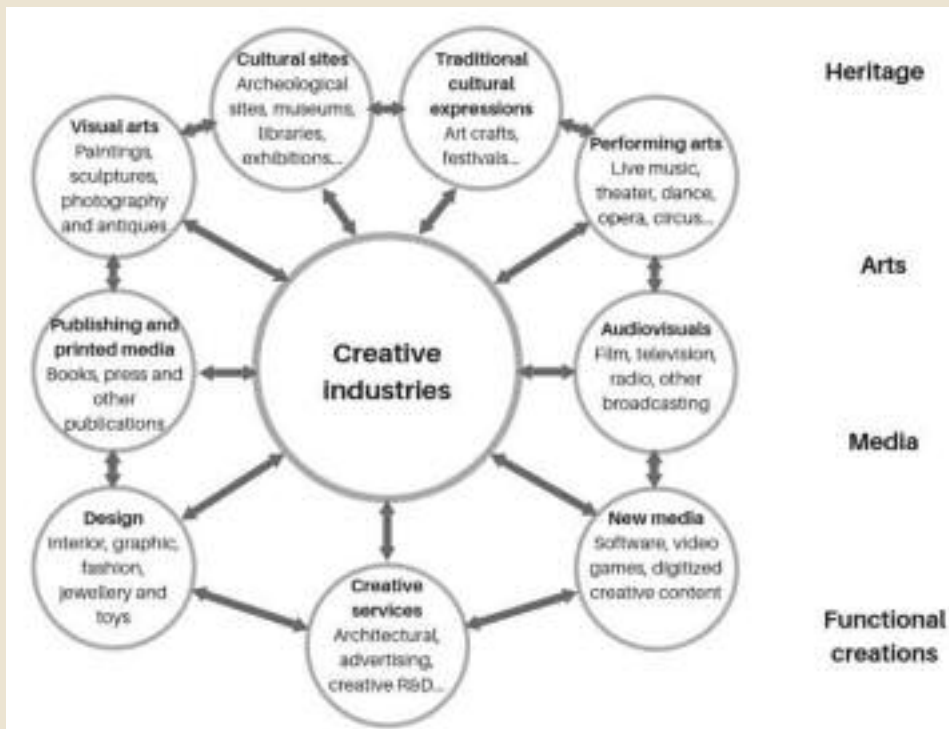 Cultural sites
Archeological
sites, museums,
libraries,
exhibitions...
Traditional
cultural
expressions
Art crafts,
festivals...
Heritage
Visual arts
Paintings,
sculptures,
photography
and antiques
Performing arts
Live music,
theater, dance,
opera, circus...
Arts
Publishing and
printed media
Books, press and
other
publications
Creative
industries
Audiovisuals
Film, television,
radio, other
broadcasting
Media
Design
Interior, graphic,
fashion,
jewellery and
toys
Creative
services
Architectural,
advertising,
creative R&D...
New media
Software, video
games, digitized
creative content
Functional
creations